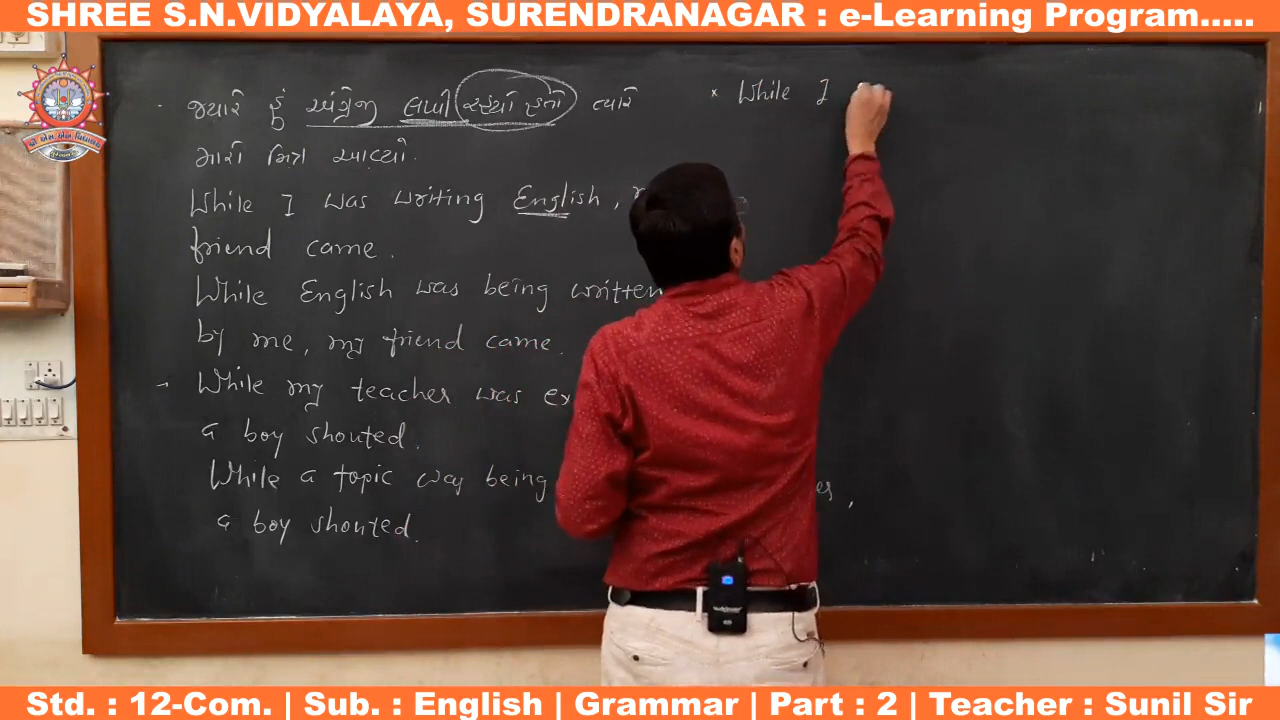 SHREE S.N.VIDYALAYA, SURENDRANAGAR : e-Learning Program.....
જ્યારે હું અંગ્રેજી લખી રહ્યો હતો ત્યારે
મારો મિત્ર આવ્યો.
While I was writing English,
friend came.
While English was being written
by me, my friend came.
→ While my teacher was ex
a boy shouted.
While a topic was being
a boy shouted.
× While I
Std. : 12-Com. | Sub. : English | Grammar | Part : 2 | Teacher : Sunil Sir